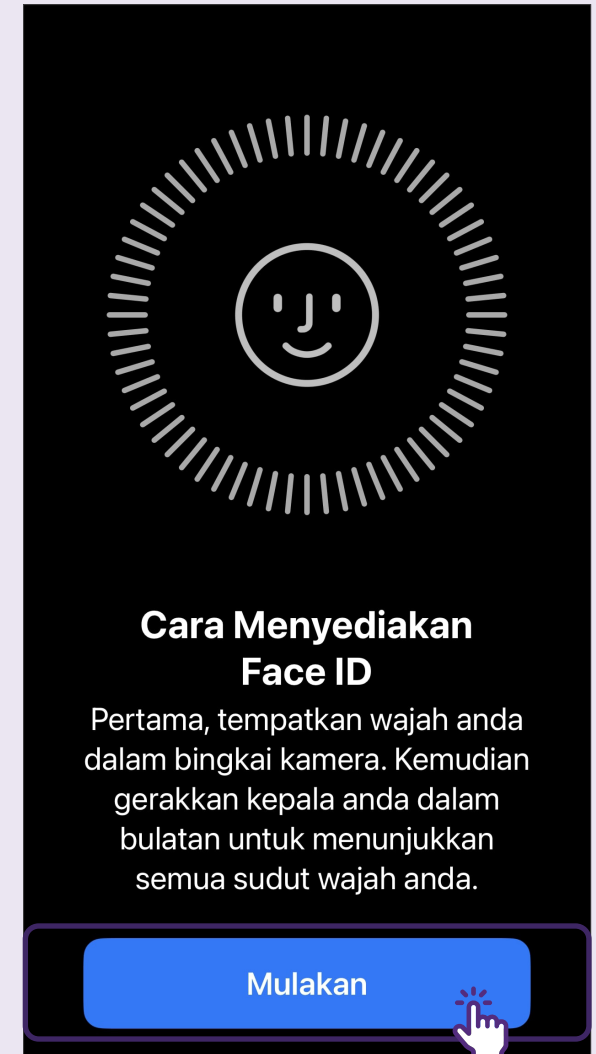 Cara Menyediakan
Face ID
Pertama, tempatkan wajah anda
dalam bingkai kamera. Kemudian
gerakkan kepala anda dalam
bulatan untuk menunjukkan
semua sudut wajah anda.
Mulakan